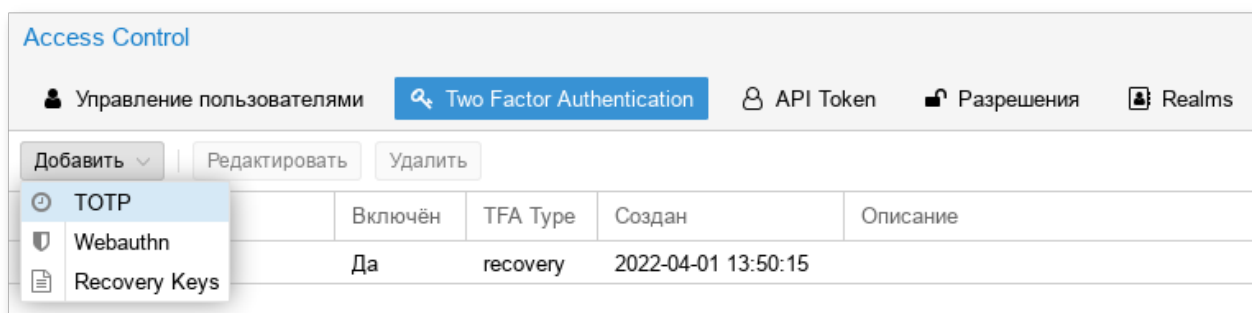 Access Control
Управление пользователями Two Factor Authentication API Token Разрешения Realms
Добавить Редактировать Удалить
TOTP
Включён TFA Type Создан Описание
Webauthn
Да recovery 2022-04-01 13:50:15
Recovery Keys